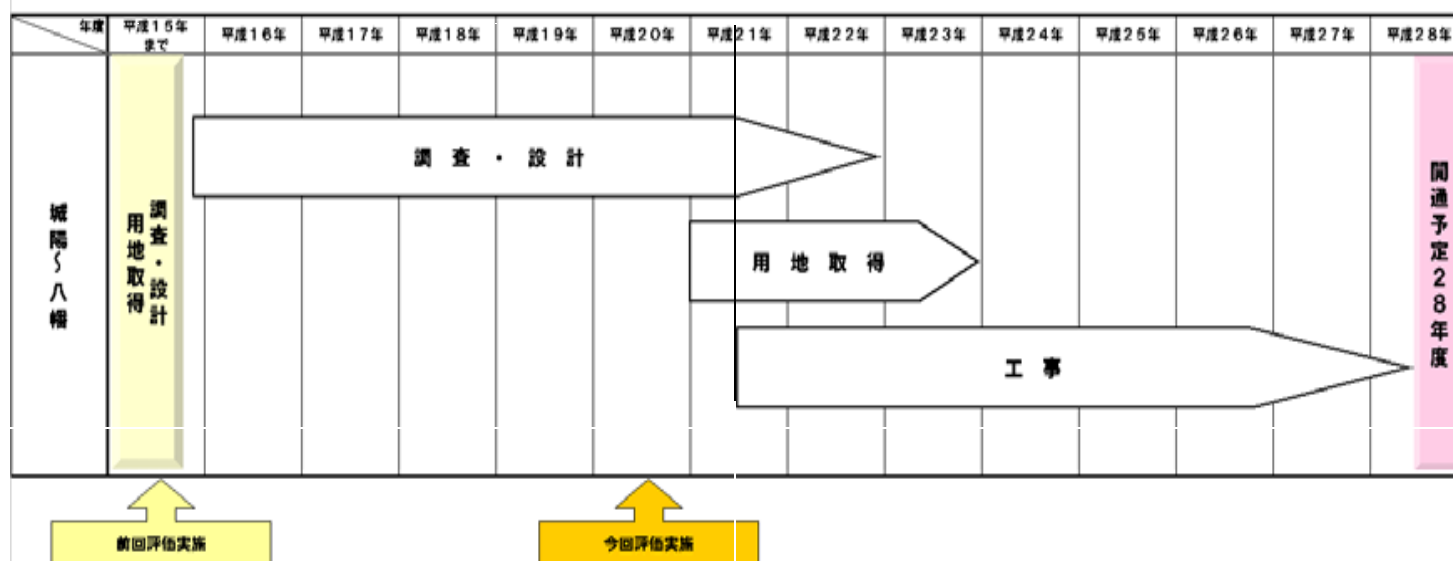 年度
平成15年
まで
平成16年
平成17年
平成18年
平成19年
平成20年
平成21年
平成22年
平成23年
平成24年
平成25年
平成26年
平成27年
平成28年
城陽～八幡
調査・設計
用地取得
調査・設計
用地取得
工事
開通予定28年度
前回評価実施
今回評価実施